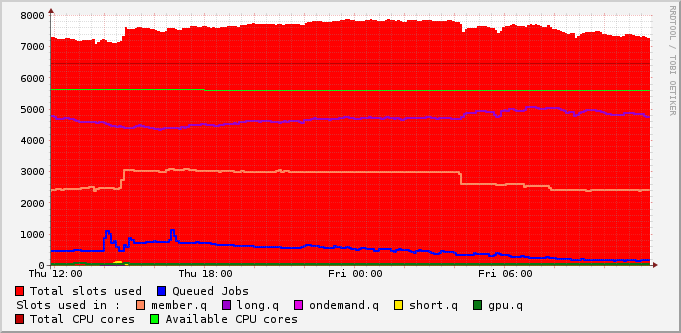 8000
7000
6000
5000
4000
3000
2000
1000
0
Thu 12:00 Thu 18:00 Fri 00:00 Fri 06:00
Total slots used Queued Jobs
Slots used in : member.q long.q ondemand.q short.q gpu.q
Total CPU cores Available CPU cores
RRDTOOL / TOBI OETIKER